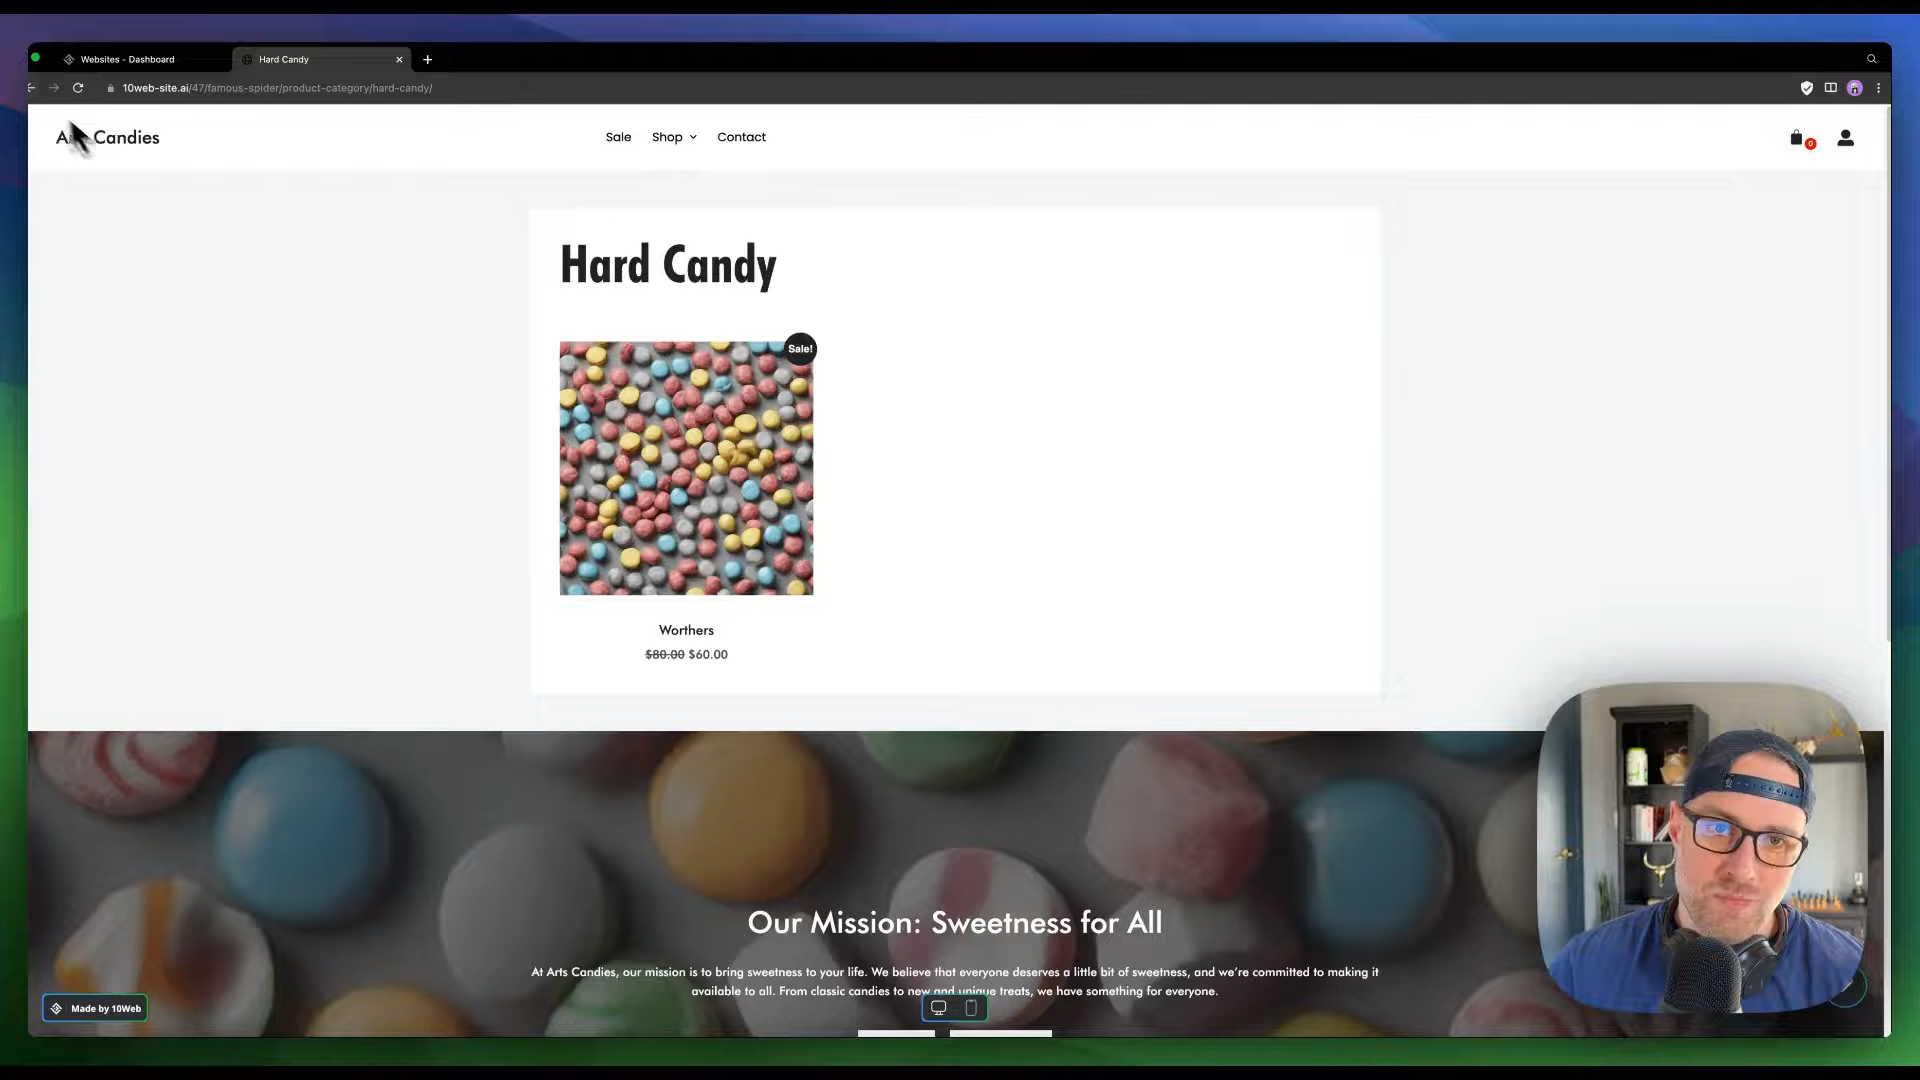 Websites - Dashboard
Hard Candy
10web-site.ai/47/famous-spider/product-category/hard-candy/
Candies
Sale
Shop
Contact
0
Hard Candy
Sale!
Worthers
$80.00 $60.00
Our Mission: Sweetness for All
At Arts Candies, our mission is to bring sweetness to your life. We believe that everyone deserves a little bit of sweetness, and we're committed to making it
available to all. From classic candies to new and unique treats, we have something for everyone.
Made by 10Web